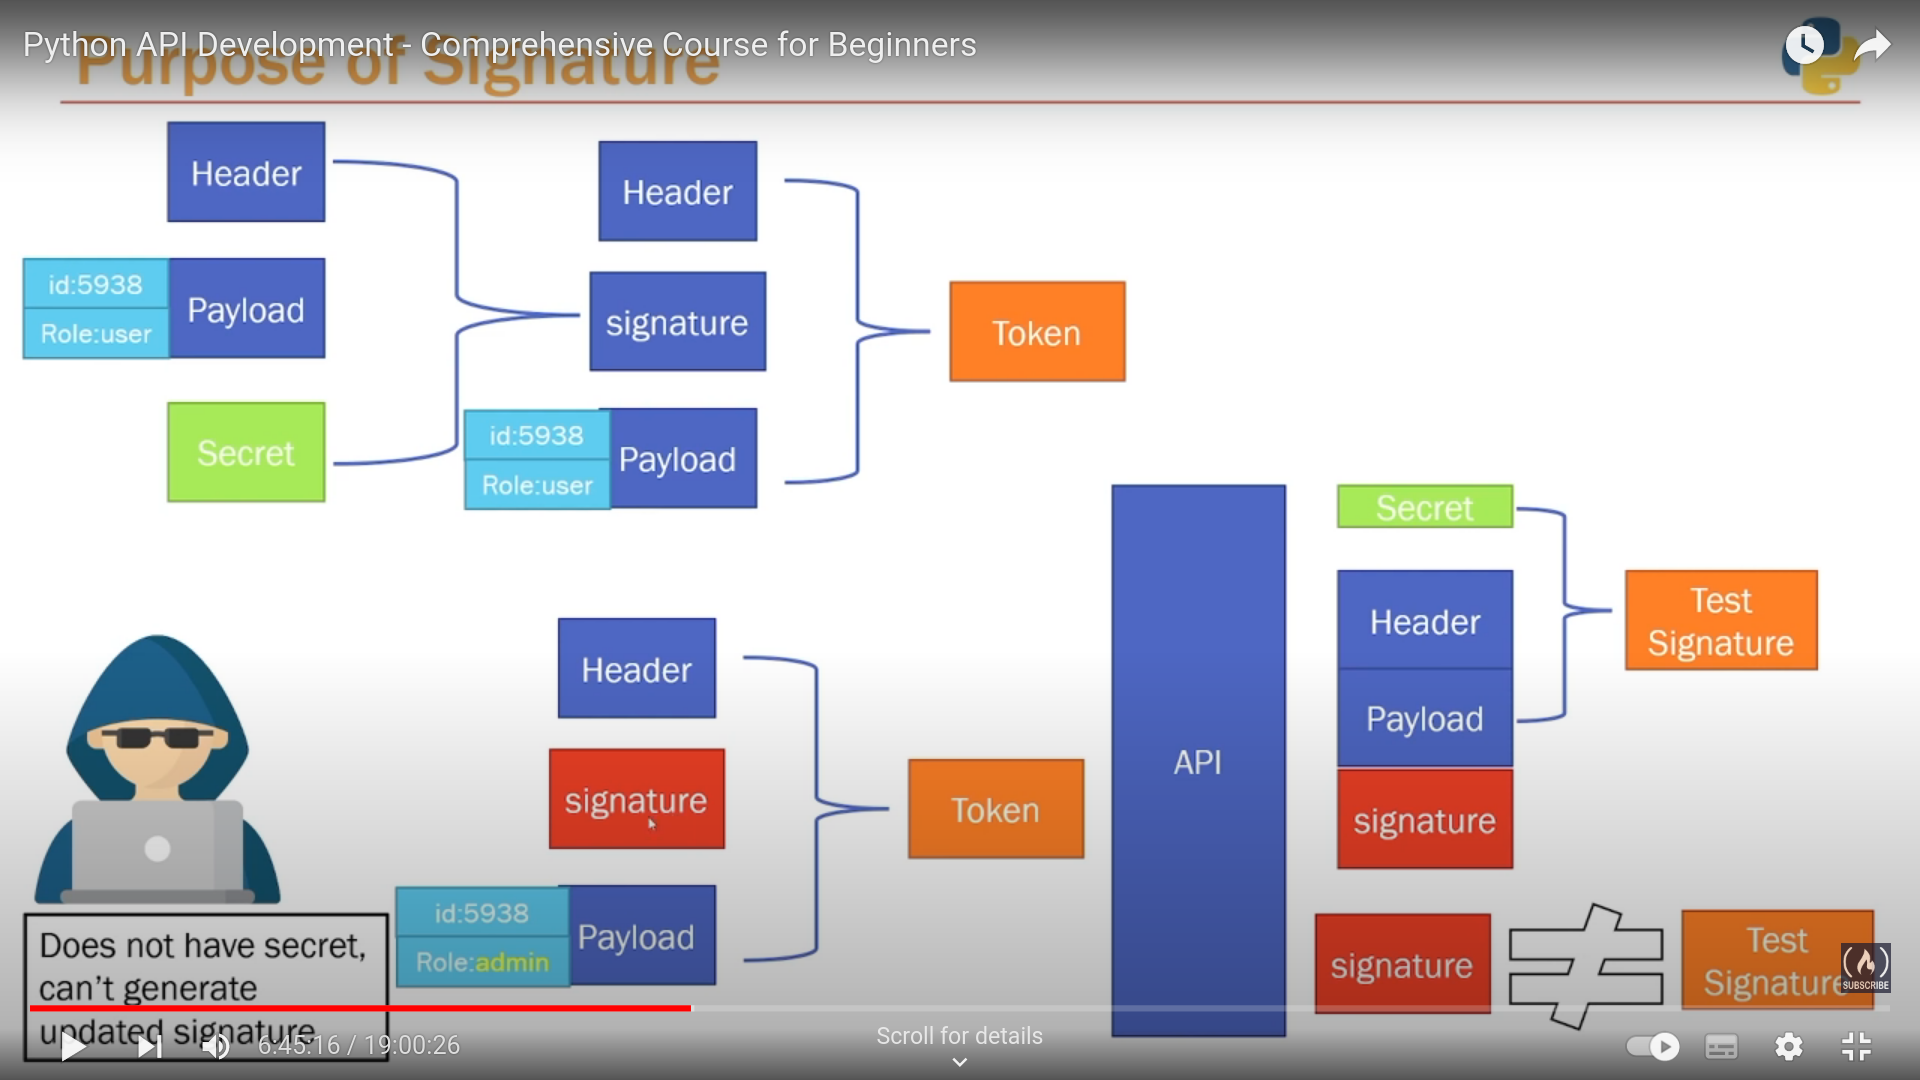 Python API Development - Comprehensive Course for Beginners
Purpose of Signature
Header
Header
id:5938
Payload
Role:user
signature
Token
Secret
id:5938
Payload
Role:user
Secret
Header
Test
Signature
Header
Payload
API
signature
Token
signature
id:5938
Payload
Role:admin
Does not have secret,
can't generate
updated signature
signature
Test
Signature
SUBSCRIBE
6:45:16 / 19:00:26
Scroll for details